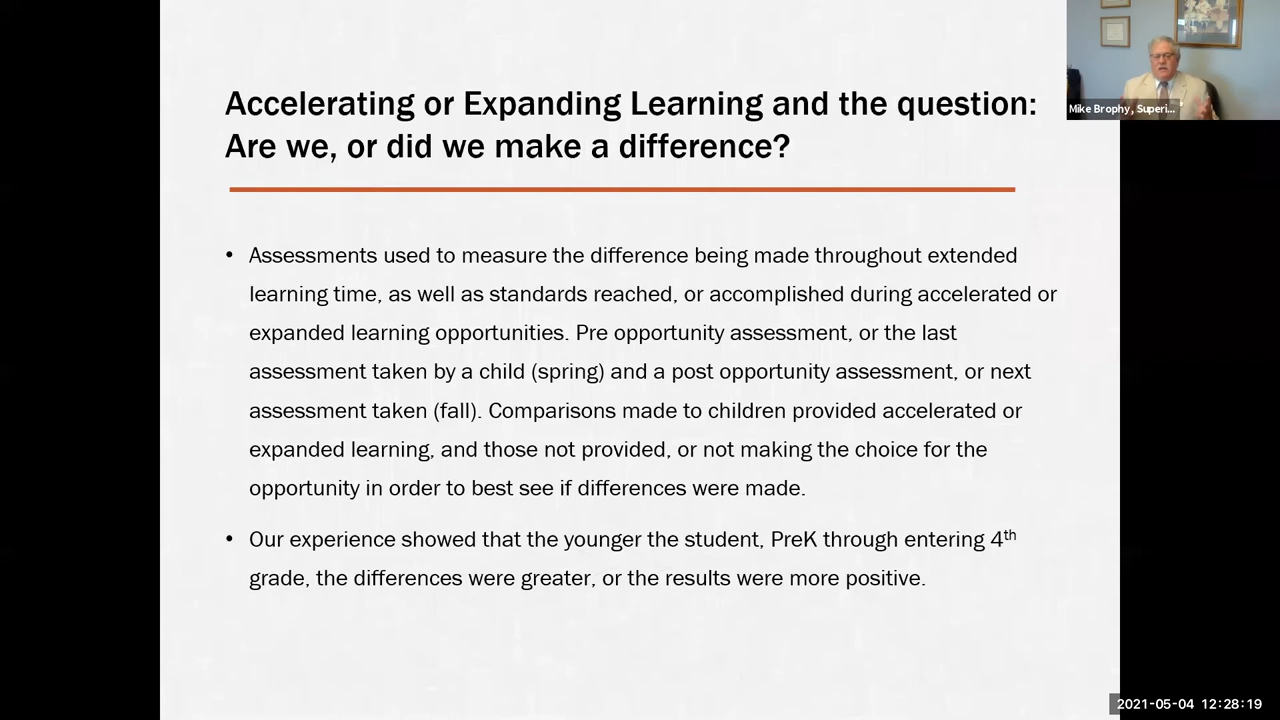 Accelerating or Expanding Learning and the question:
Are we, or did we make a difference?
• Assessments used to measure the difference being made throughout extended
learning time, as well as standards reached, or accomplished during accelerated or
expanded learning opportunities. Pre opportunity assessment, or the last
assessment taken by a child (spring) and a post opportunity assessment, or next
assessment taken (fall). Comparisons made to children provided accelerated or
expanded learning, and those not provided, or not making the choice for the
opportunity in order to best see if differences were made.
• Our experience showed that the younger the student, PreK through entering 4th
grade, the differences were greater, or the results were more positive.
Mike Brophy, Superi...
2021-05-04 12:28:19